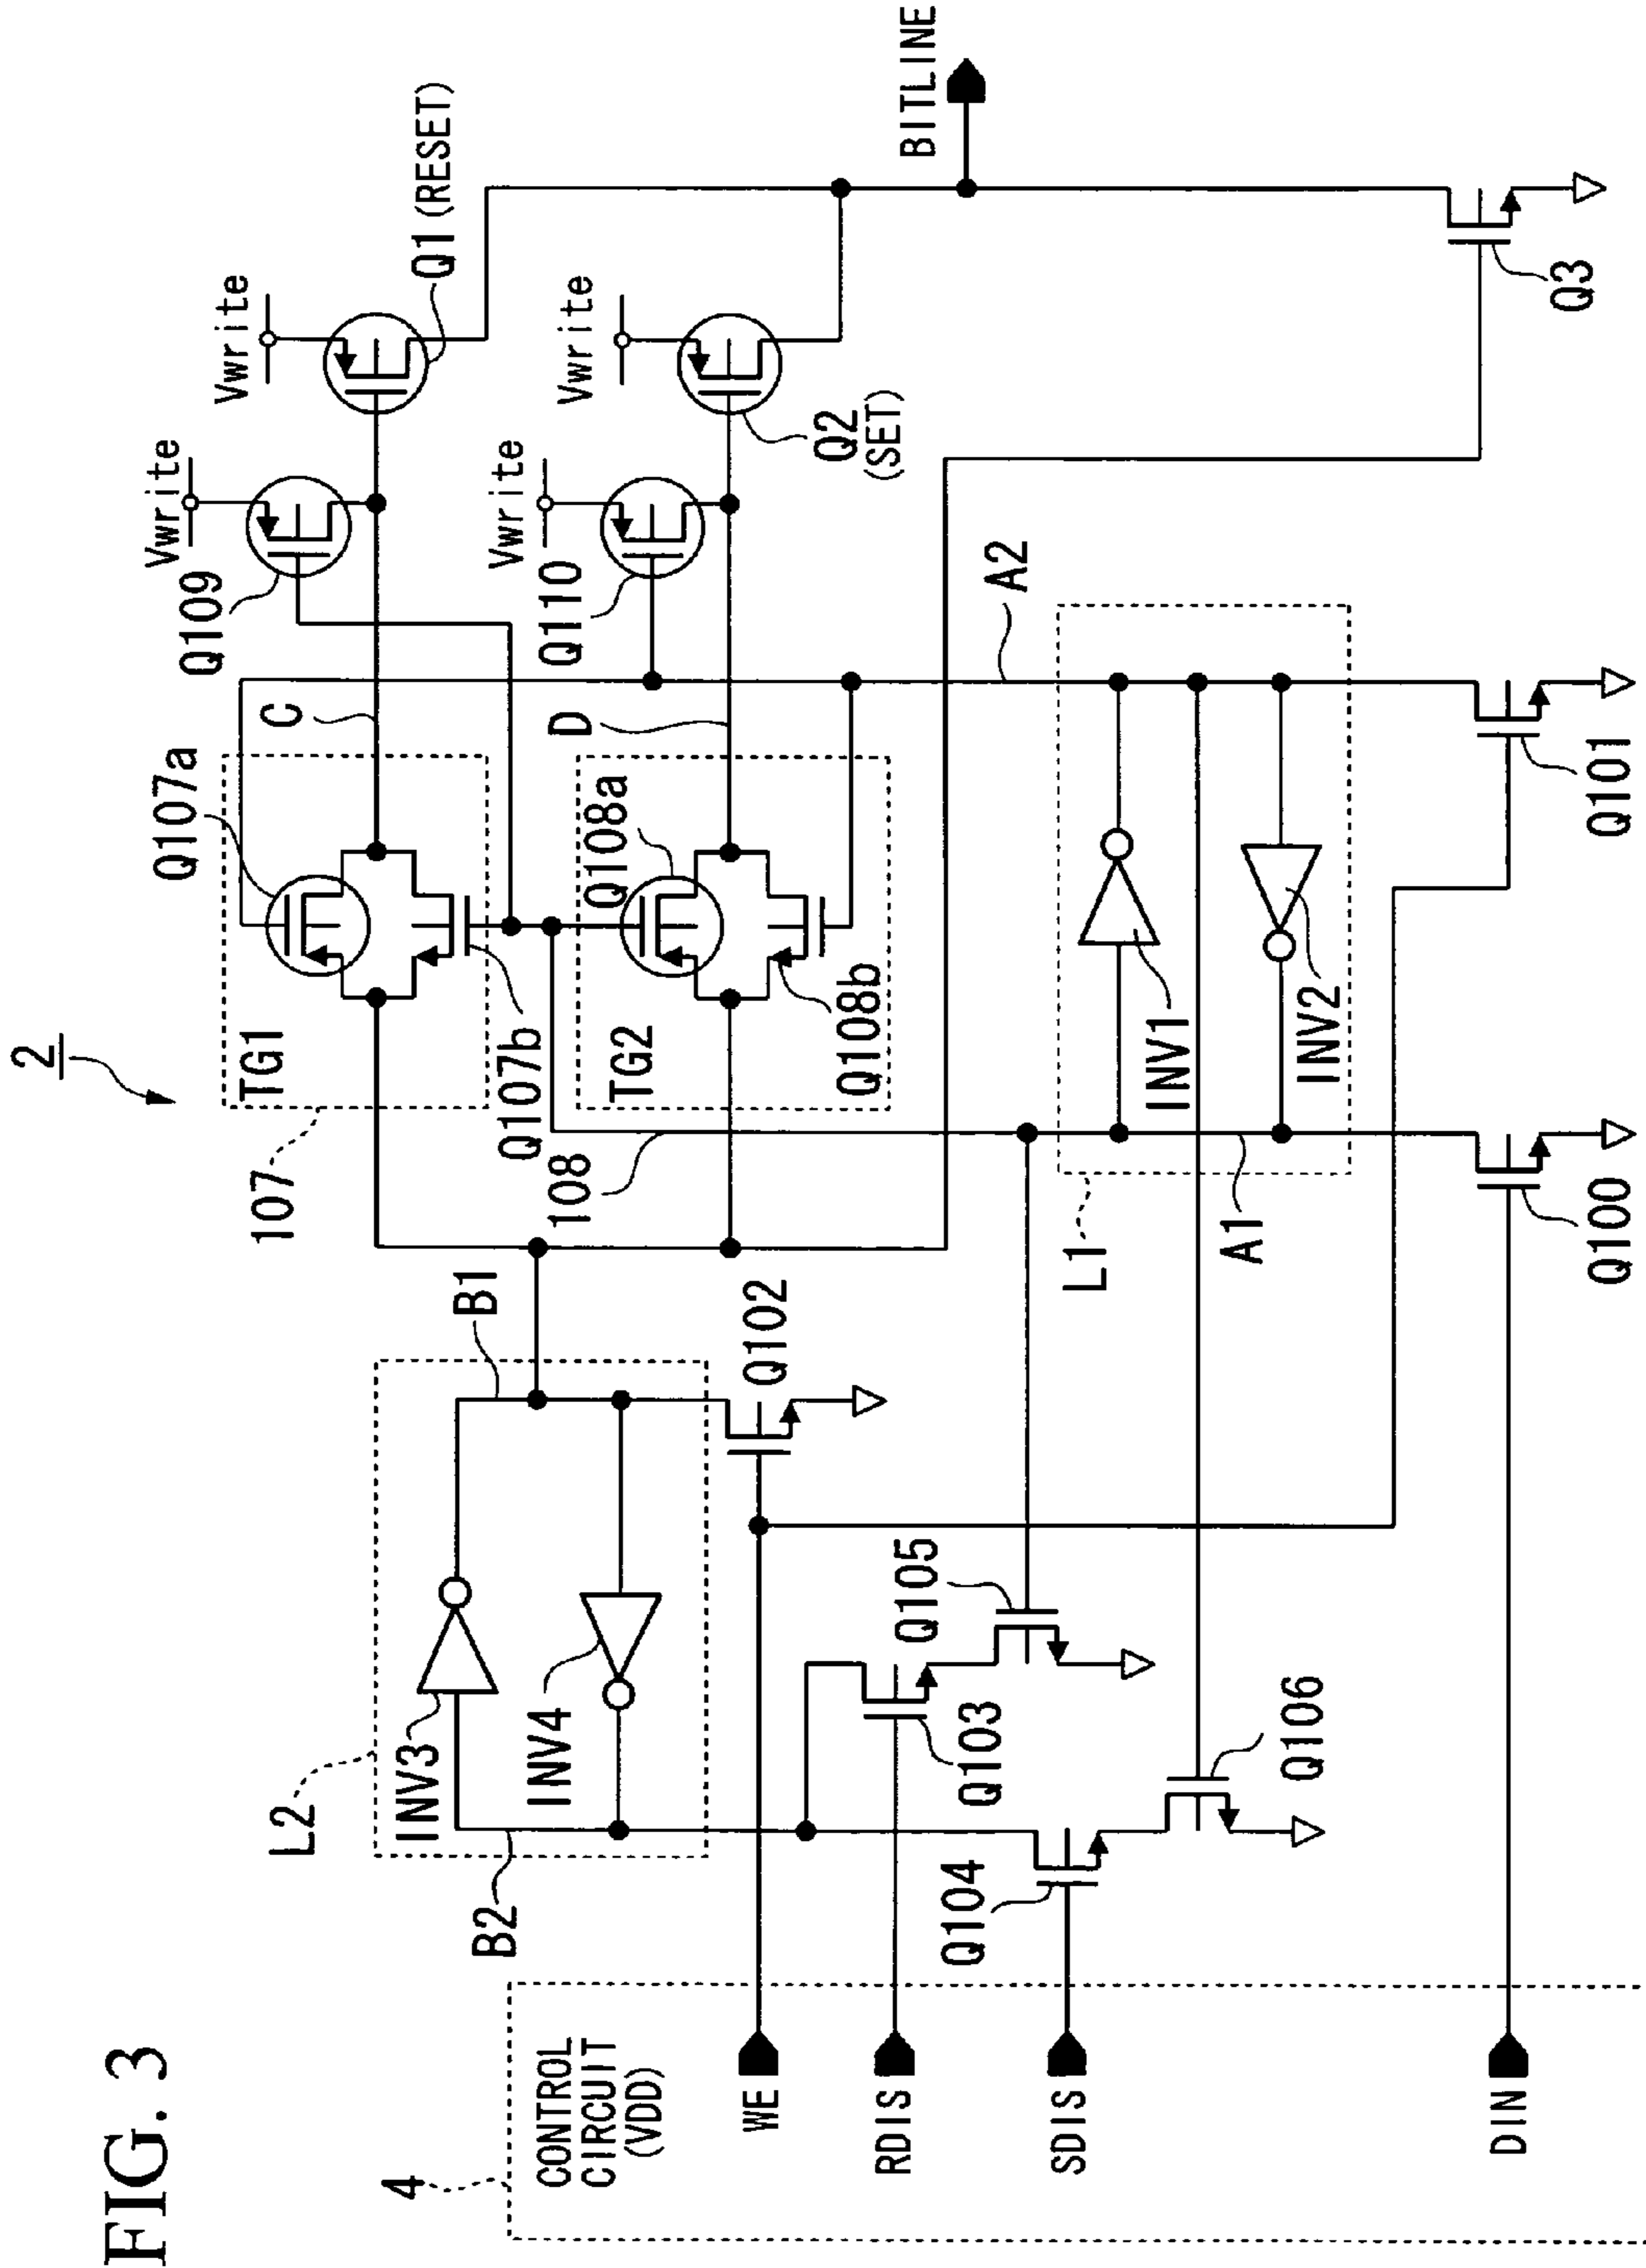 FIG. 3
2
Vwrite
Vwrite
Q109
Q1(RESET)
Q107a
C
TG1
107
Q107b
Vwrite
Vwrite
Q110
Q2
(SET)
D
Q108a
TG2
Q108b
108
BITLINE
A2
L2
B1
INV3
INV4
B2
Q102
L1
INV1
INV2
A1
Q105
Q103
Q104
Q106
Q3
Q101
Q100
4
CONTROL
CIRCUIT
(VDD)
WE
RDIS
SDIS
DIN